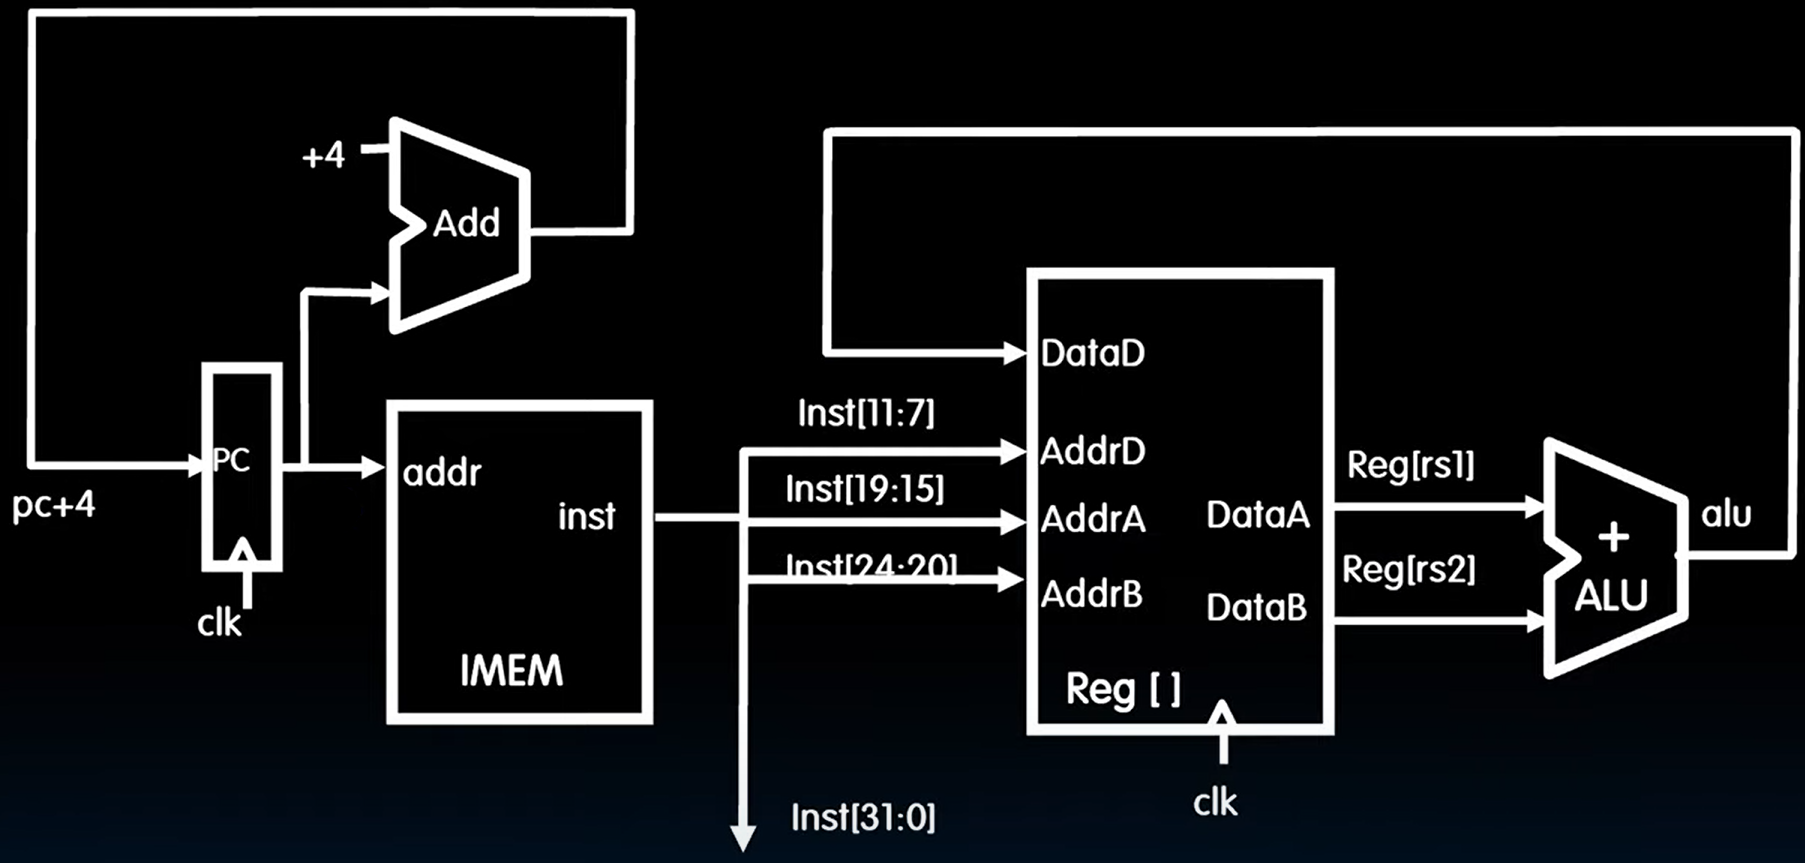 +4
Add
pc+4
PC
clk
addr
inst
IMEM
Inst[11:7]
Inst[19:15]
Inst[24:20]
Inst[31:0]
DataD
AddrD
AddrA
AddrB
DataA
DataB
Reg [ ]
clk
Reg[rs1]
Reg[rs2]
+
ALU
alu